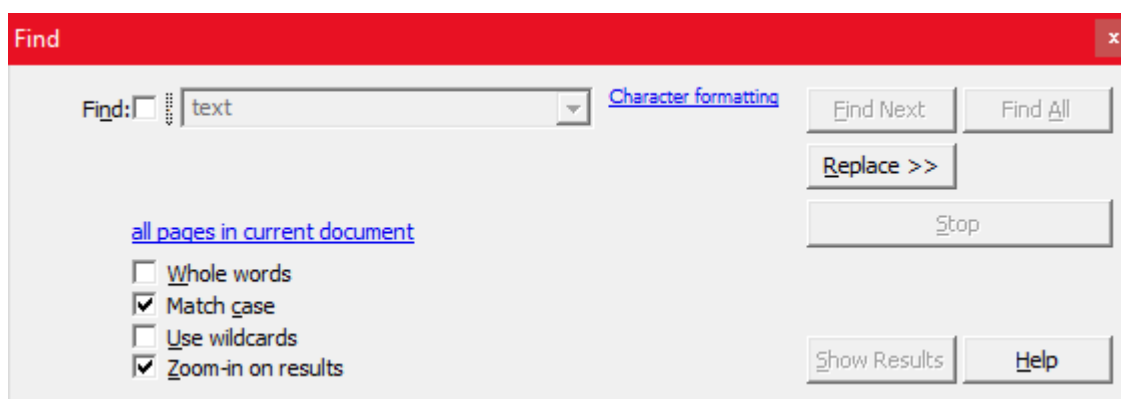 Find
x
Find: text
Character formatting
Find Next
Find All
Replace >>
Stop
all pages in current document
Whole words
Match case
Use wildcards
Zoom-in on results
Show Results
Help